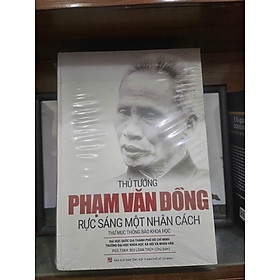 THỦ TƯỚNG
PHẠM VĂN ĐỒNG
RỰC SÁNG MỘT NHÂN CÁCH
THƯ MỤC THÔNG BÁO KHOA HỌC
ĐẠI HỌC QUỐC GIA THÀNH PHỐ HỒ CHÍ MINH
TRƯỜNG ĐẠI HỌC KHOA HỌC XÃ HỘI VÀ NHÂN VĂN